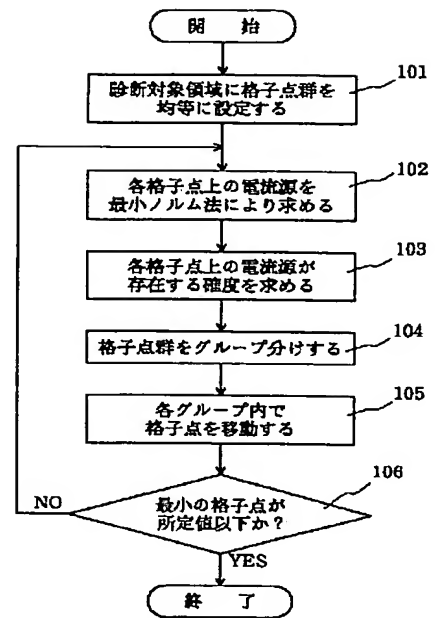 開 始
診断対象領域に格子点群を
均等に設定する
101
各格子点上の電流源を
最小ノルム法により求める
102
各格子点上の電流源が
存在する確度を求める
103
格子点群をグループ分けする
104
各グループ内で
格子点を移動する
105
最小の格子点が
所定値以下か?
106
NO
YES
終 了